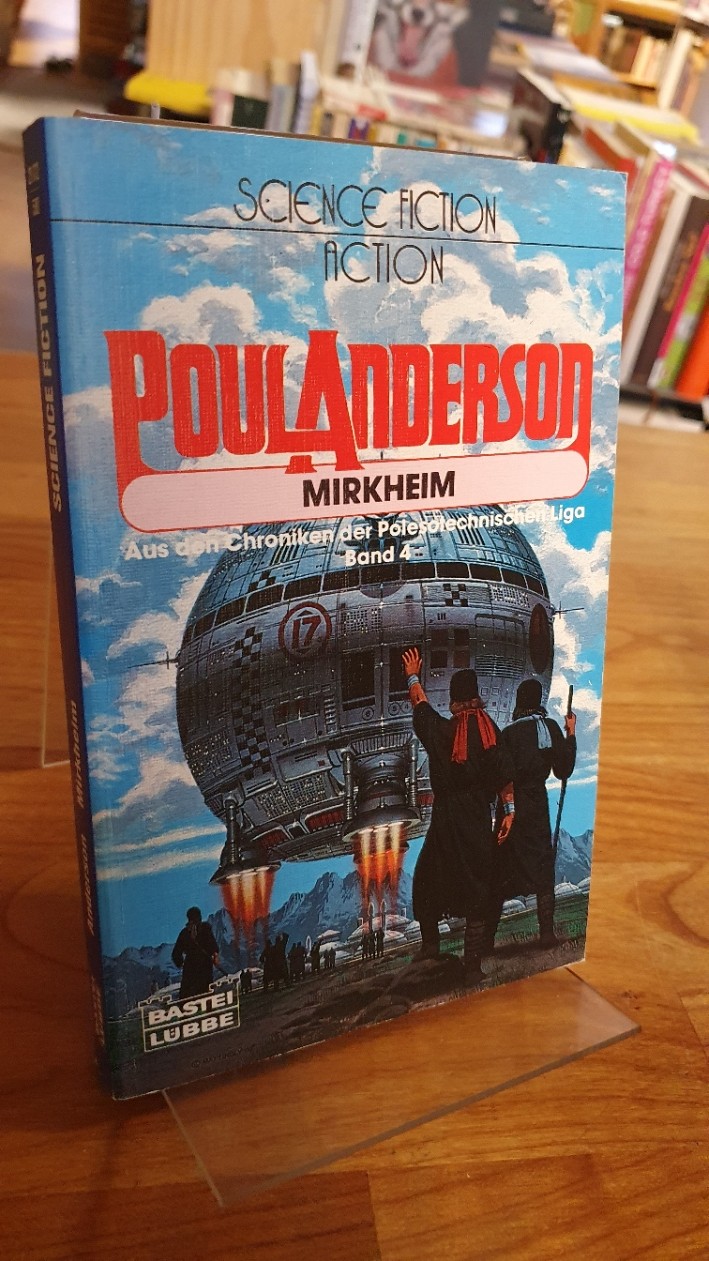 SCIENCE FICTION
ACTION
POUL ANDERSON
MIRKHEIM
Aus den Chroniken der Polesotechnischen Liga
Band 4
17
BASTEI
LÜBBE
SCIENCE FICTION
Anderson Mirkheim